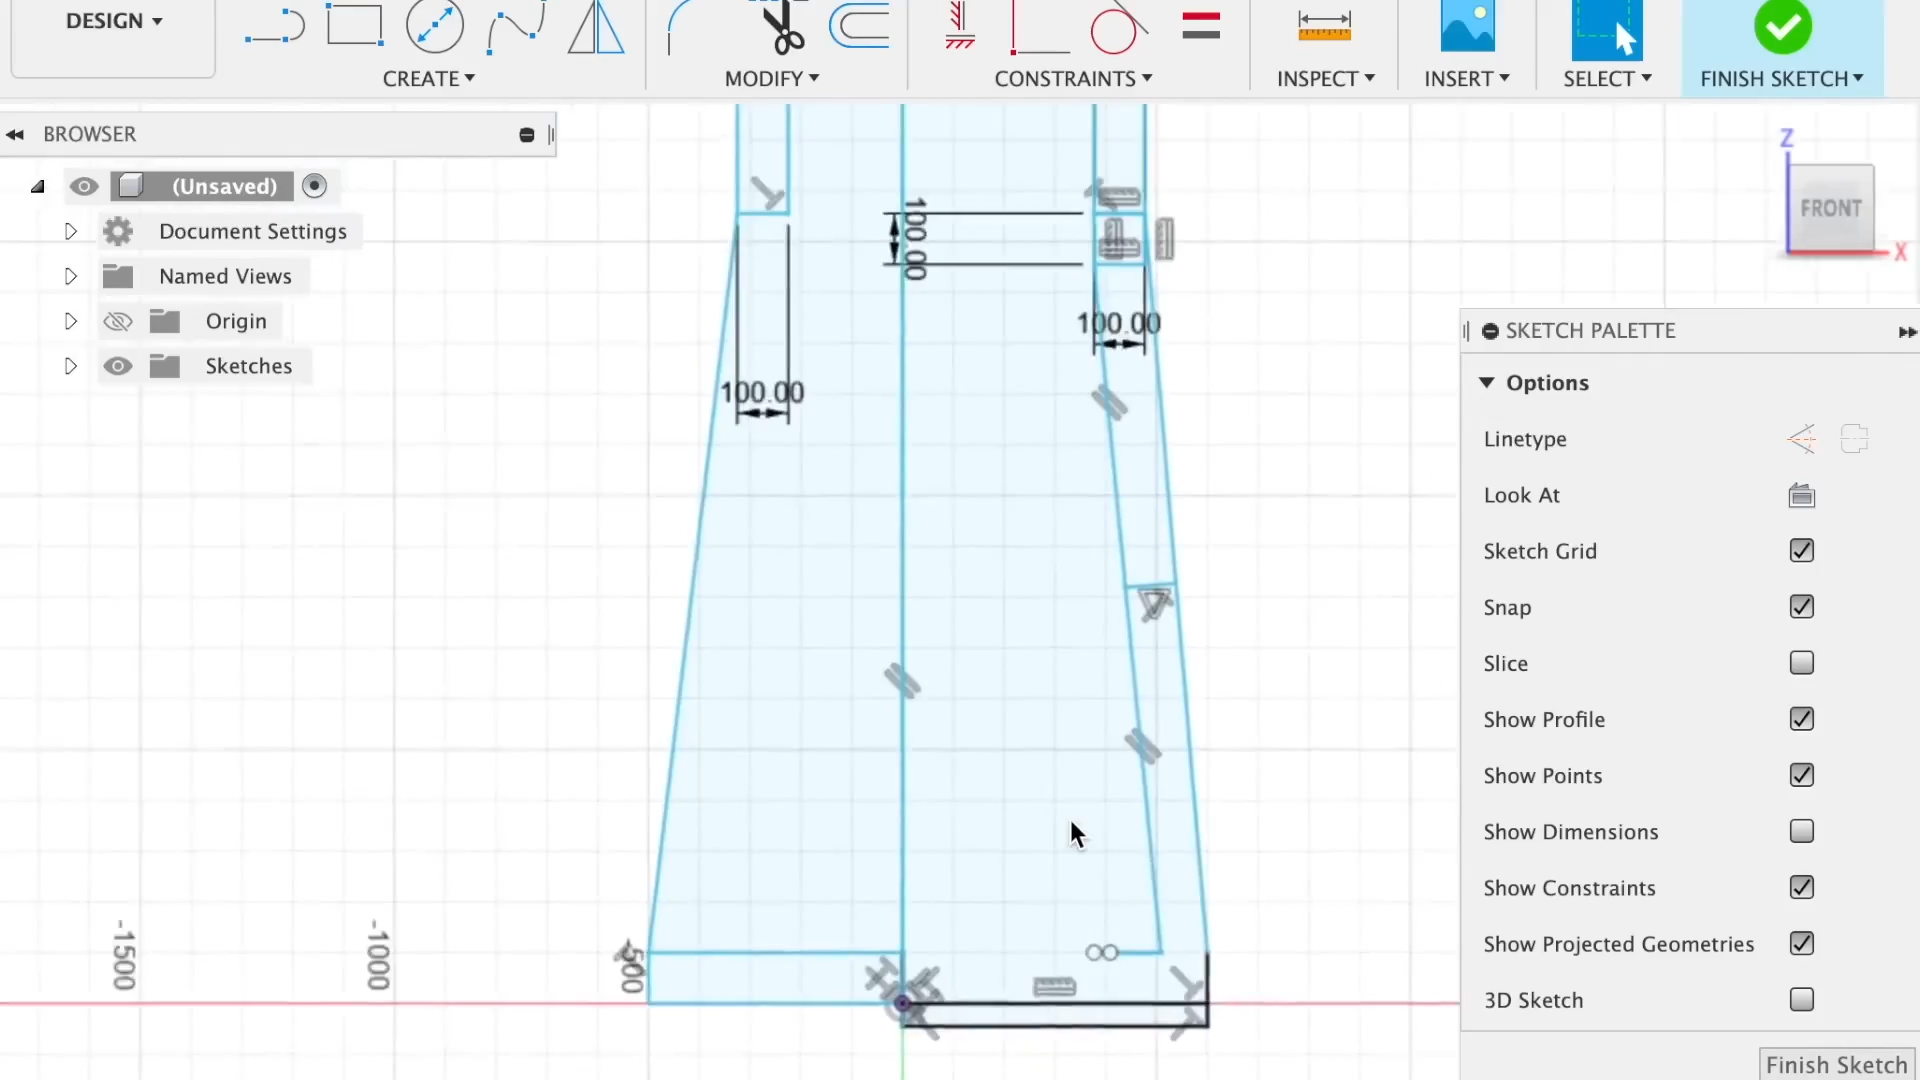 DESIGN
CREATE
MODIFY
CONSTRAINTS
INSPECT
INSERT
SELECT
FINISH SKETCH
BROWSER
(Unsaved)
Document Settings
Named Views
Origin
Sketches
100.00
100.00
100.00
-1500
-1000
500
Z
FRONT
X
SKETCH PALETTE
Options
Linetype
Look At
Sketch Grid
Snap
Slice
Show Profile
Show Points
Show Dimensions
Show Constraints
Show Projected Geometries
3D Sketch
Finish Sketch